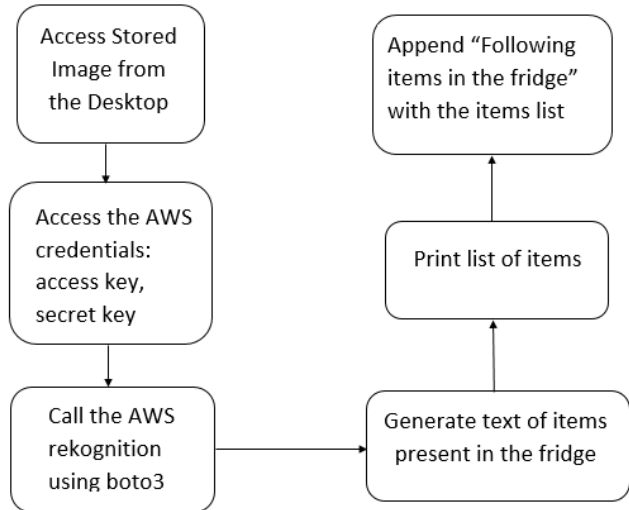 Access Stored
Image from
the Desktop
Access the AWS
credentials:
access key,
secret key
Call the AWS
rekognition
using boto3
Generate text of items
present in the fridge
Print list of items
Append “Following
items in the fridge”
with the items list